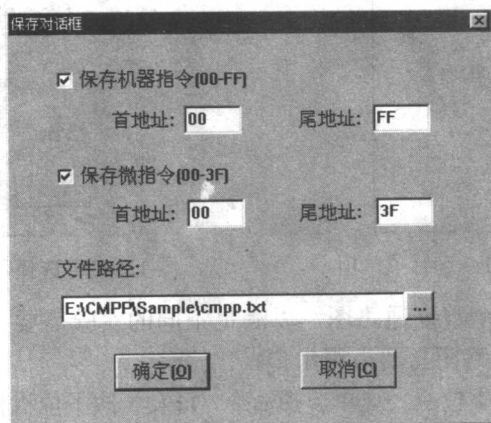 保存对话框
保存机器指令(00-FF)
首地址: 00 尾地址: FF
保存微指令(00-3F)
首地址: 00 尾地址: 3F
文件路径:
E:\CMPP\Sample\cmpp.txt ...
确定(O) 取消(C)